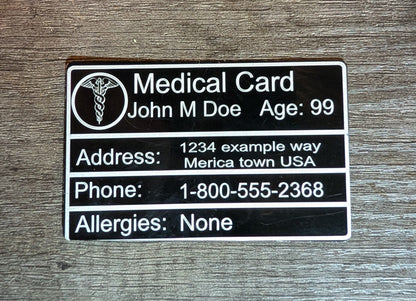 Medical Card
John M Doe Age: 99
Address: 1234 example way
Merica town USA
Phone: 1-800-555-2368
Allergies: None